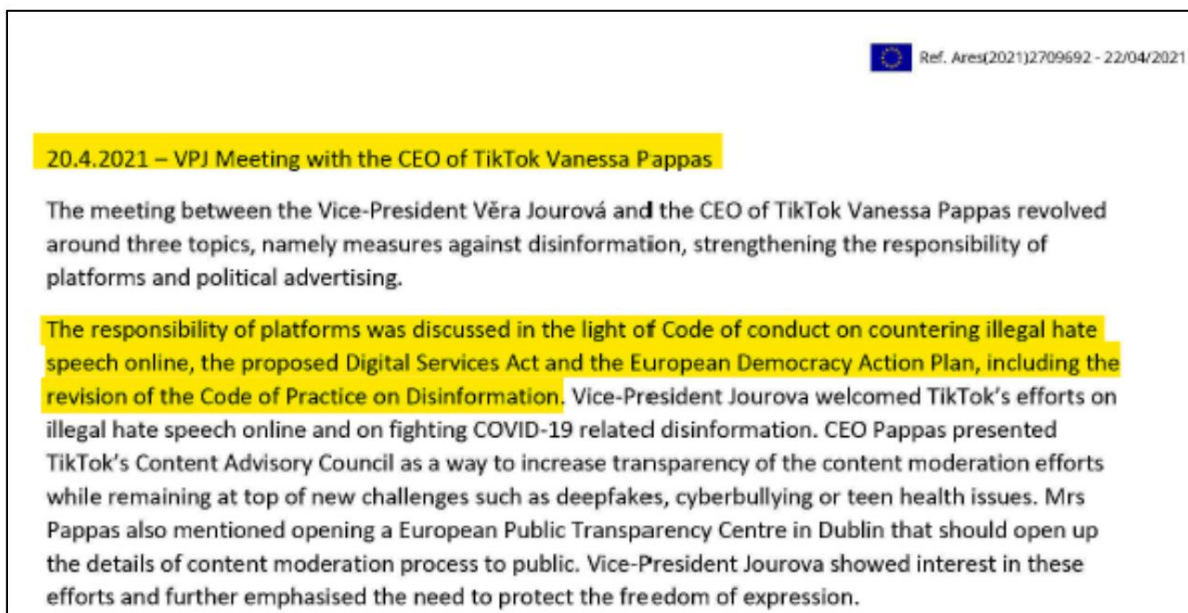 Ref. Ares(2021)2709692 - 22/04/2021
20.4.2021 – VPJ Meeting with the CEO of TikTok Vanessa Pappas
The meeting between the Vice-President Věra Jourová and the CEO of TikTok Vanessa Pappas revolved
around three topics, namely measures against disinformation, strengthening the responsibility of
platforms and political advertising.
The responsibility of platforms was discussed in the light of Code of conduct on countering illegal hate
speech online, the proposed Digital Services Act and the European Democracy Action Plan, including the
revision of the Code of Practice on Disinformation. Vice-President Jourova welcomed TikTok's efforts on
illegal hate speech online and on fighting COVID-19 related disinformation. CEO Pappas presented
TikTok's Content Advisory Council as a way to increase transparency of the content moderation efforts
while remaining at top of new challenges such as deepfakes, cyberbullying or teen health issues. Mrs
Pappas also mentioned opening a European Public Transparency Centre in Dublin that should open up
the details of content moderation process to public. Vice-President Jourova showed interest in these
efforts and further emphasised the need to protect the freedom of expression.